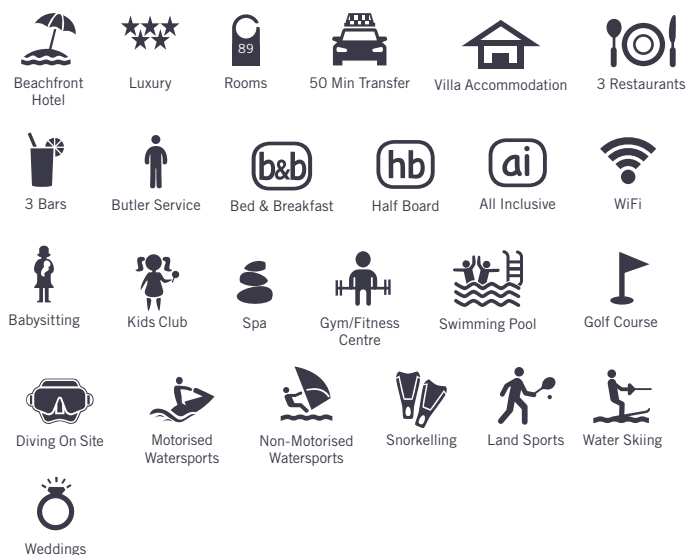 89
Beachfront
Hotel
Luxury
Rooms
50 Min Transfer
Villa Accommodation
3 Restaurants
b&b
hb
ai
3 Bars
Butler Service
Bed & Breakfast
Half Board
All Inclusive
WiFi
Babysitting
Kids Club
Spa
Gym/Fitness
Centre
Swimming Pool
Golf Course
Diving On Site
Motorised
Watersports
Non-Motorised
Watersports
Snorkelling
Land Sports
Water Skiing
Weddings